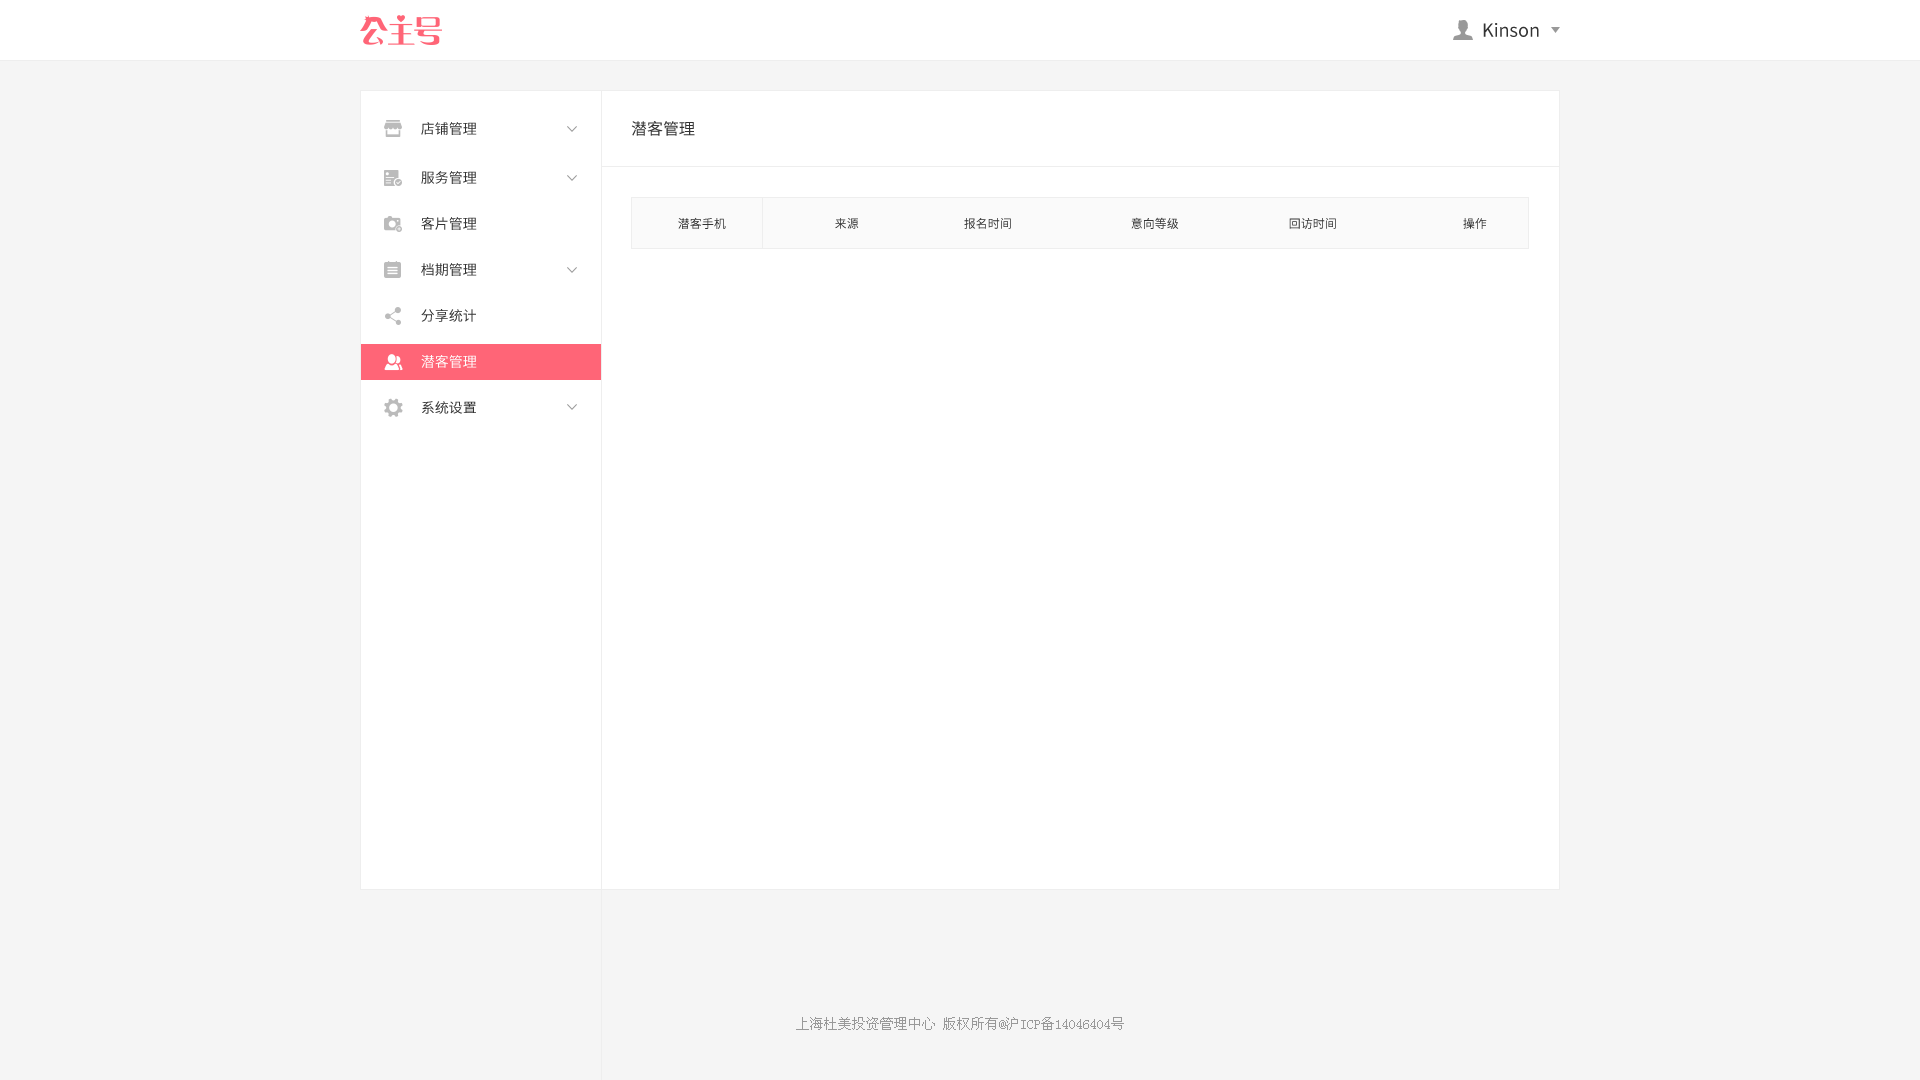 公主号
Kinson
店铺管理
服务管理
客片管理
档期管理
分享统计
潜客管理
系统设置
潜客管理
潜客手机 来源 报名时间 意向等级 回访时间 操作
上海杜美投资管理中心 版权所有@沪ICP备14046404号